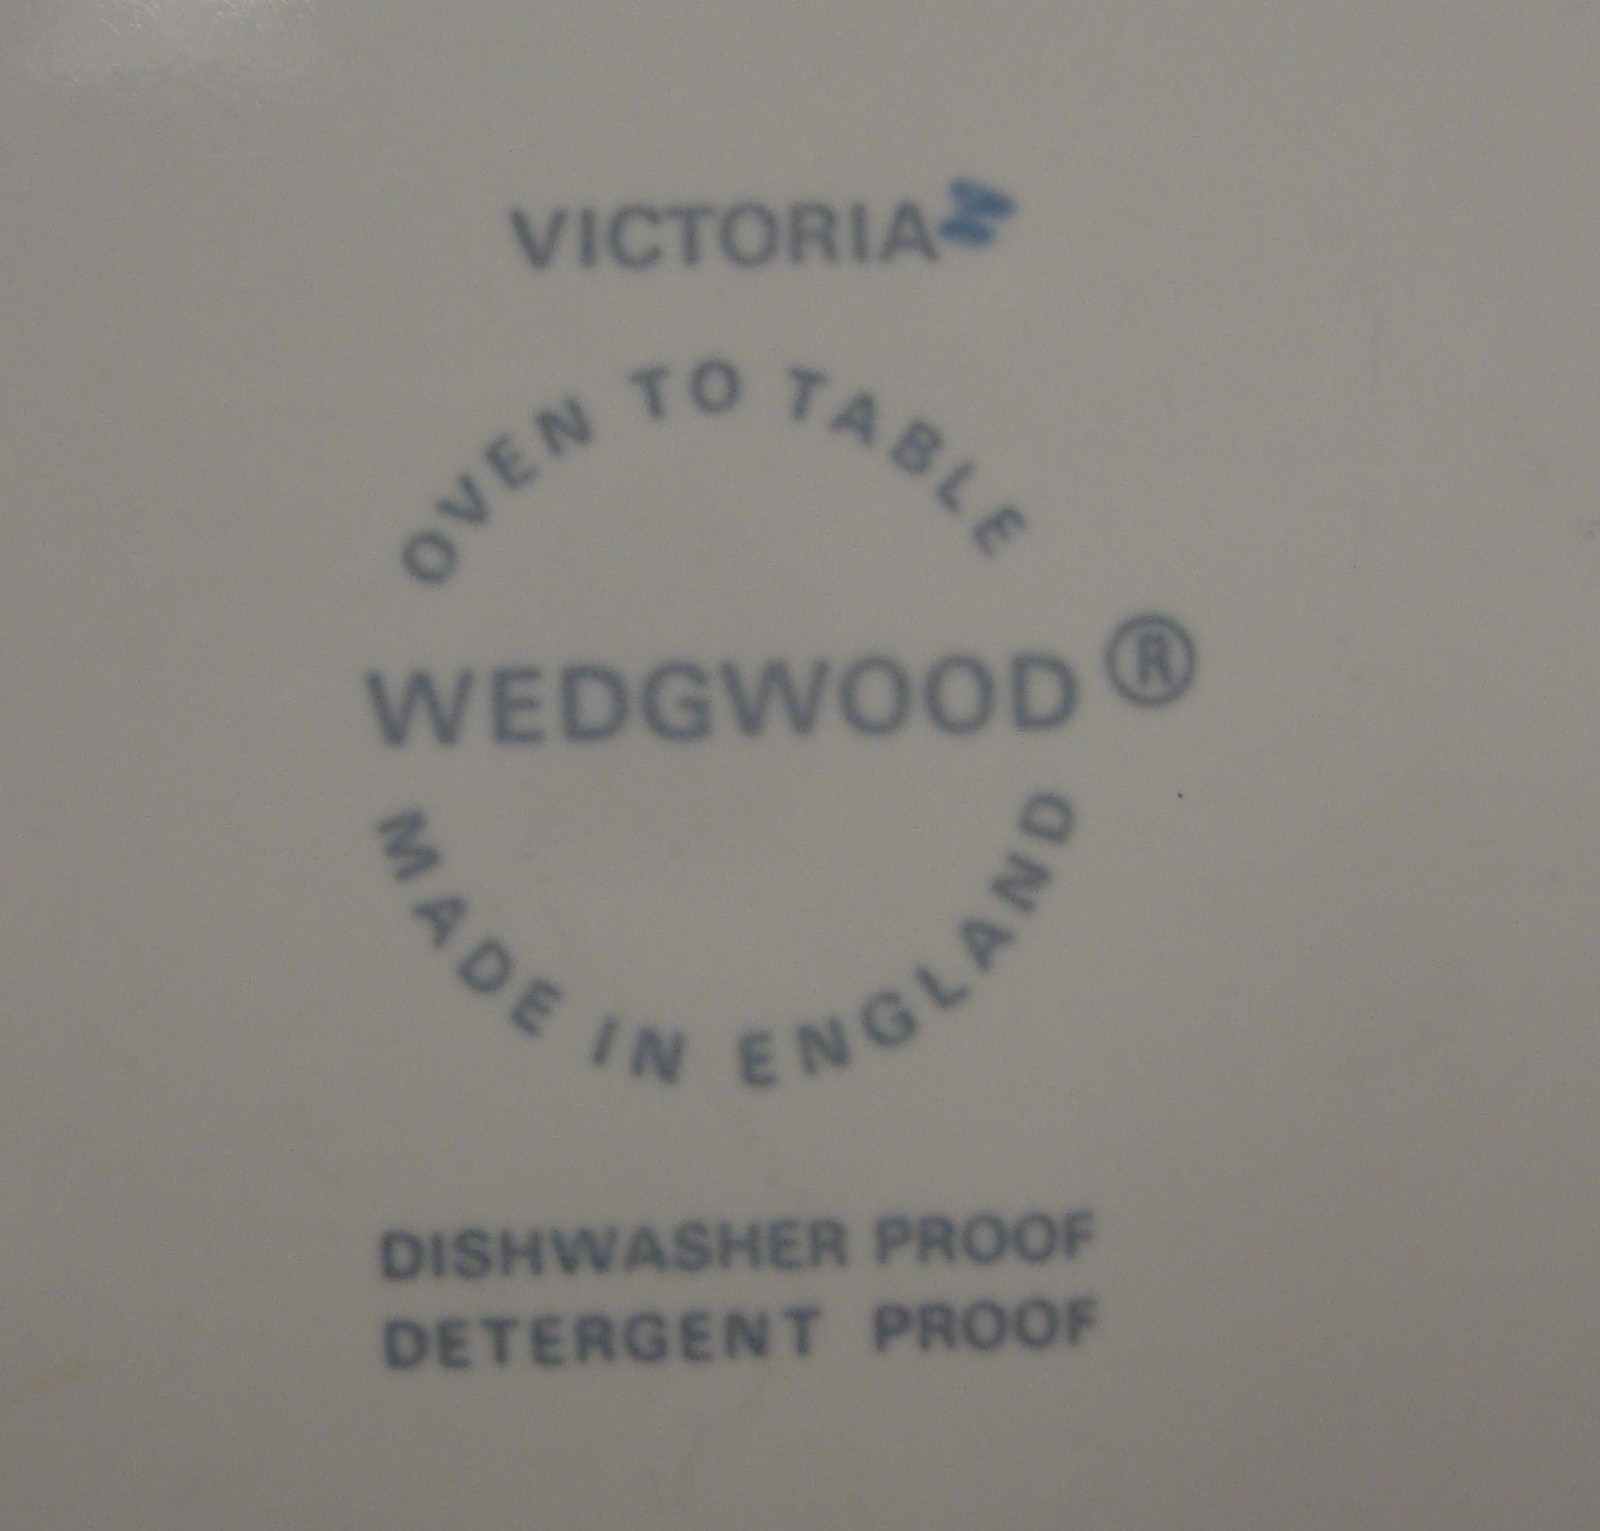 VICTORIA
OVEN TO TABLE
WEDGWOOD ®
MADE IN ENGLAND
DISHWASHER PROOF
DETERGENT PROOF